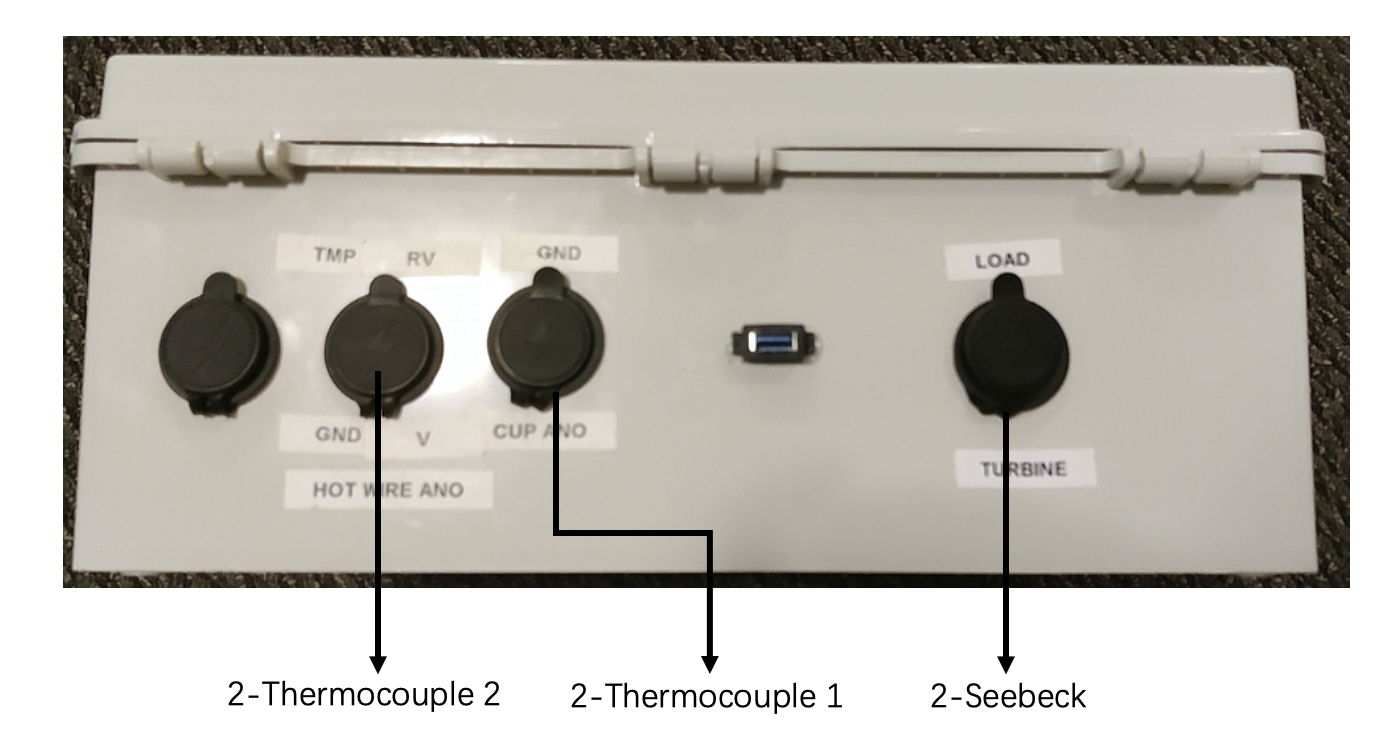 TMP RV GND
LOAD
GND V CUP ANO
TURBINE
HOT WIRE ANO
2-Thermocouple 2 2-Thermocouple 1 2-Seebeck